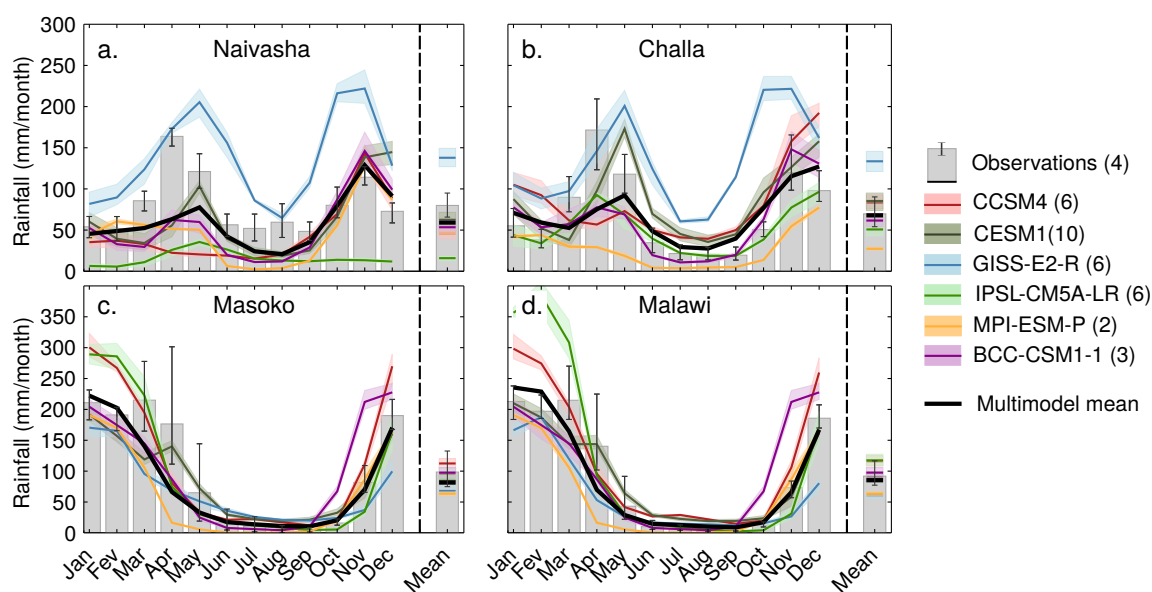 a.
Naivasha
Rainfall (mm/month)
300
250
200
150
100
50
0
b.
Challa
c.
Masoko
Rainfall (mm/month)
350
300
250
200
150
100
50
0
Jan
Fev
Mar
Apr
May
Jun
Jul
Aug
Sep
Oct
Nov
Dec
Mean
d.
Malawi
Jan
Fev
Mar
Apr
May
Jun
Jul
Aug
Sep
Oct
Nov
Dec
Mean
Observations (4)
CCSM4 (6)
CESM1(10)
GISS-E2-R (6)
IPSL-CM5A-LR (6)
MPI-ESM-P (2)
BCC-CSM1-1 (3)
Multimodel mean